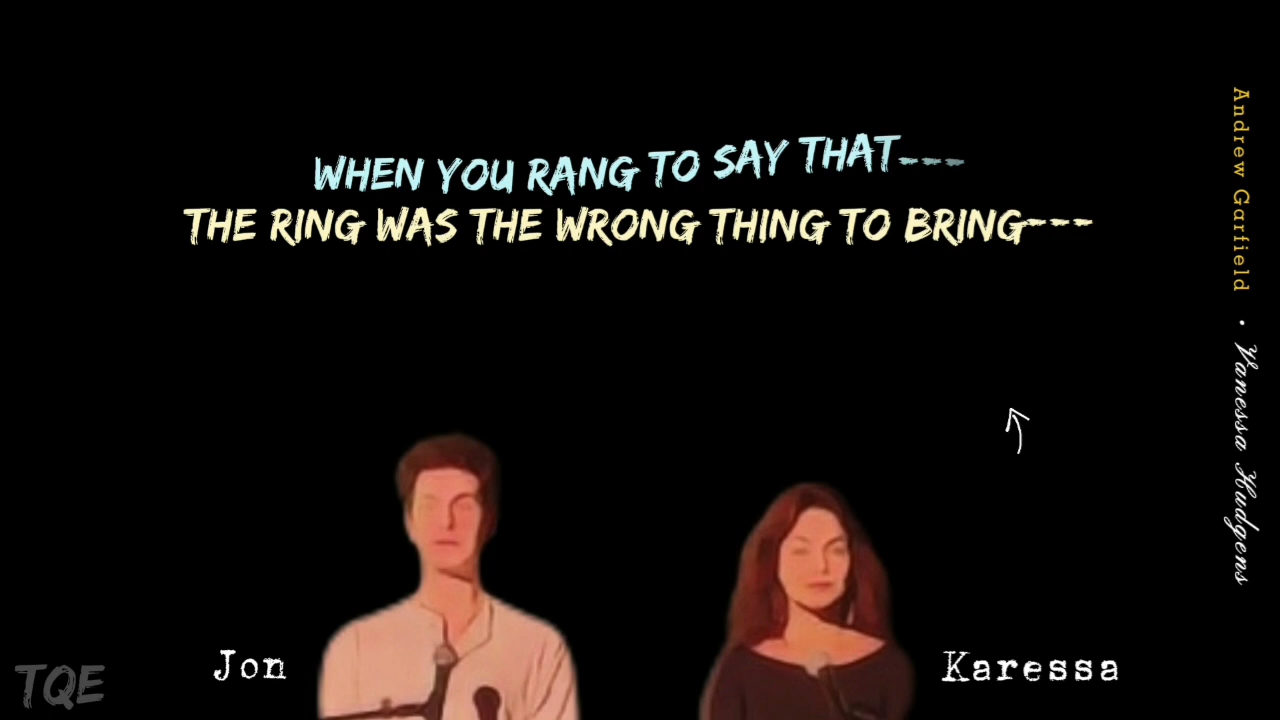 WHEN YOU RANG TO SAY THAT---
THE RING WAS THE WRONG THING TO BRING---
Andrew Garfield • Vanessa Hudgens
Jon
Karessa
TQE